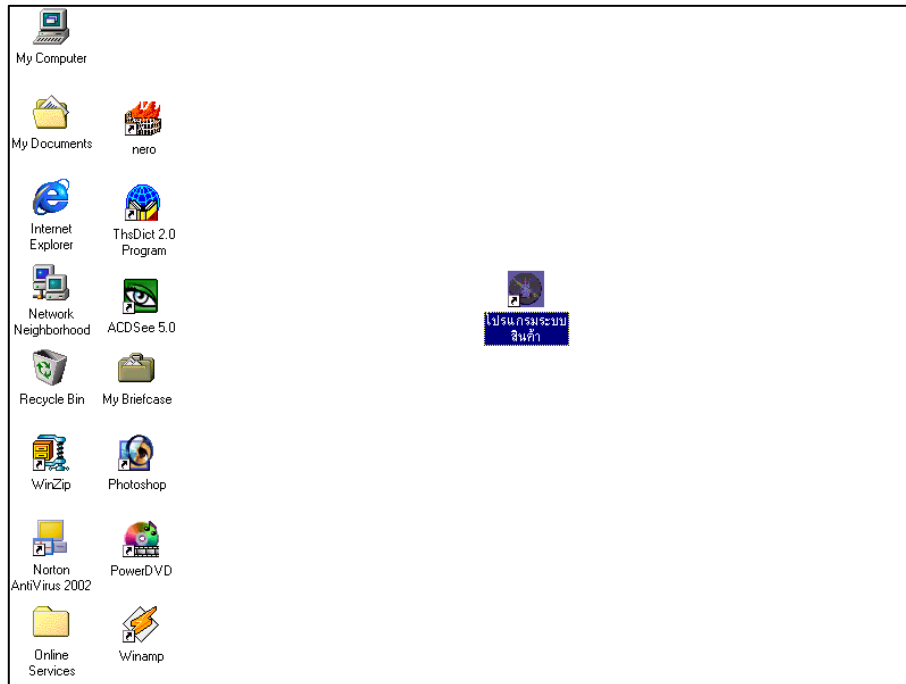 My Computer
My Documents
nero
Internet
Explorer
ThsDict 2.0
Program
Network
Neighborhood
ACDSee 5.0
โปรแกรมระบบ
สินค้า
Recycle Bin
My Briefcase
WinZip
Photoshop
Norton
AntiVirus 2002
PowerDVD
Online
Services
Winamp